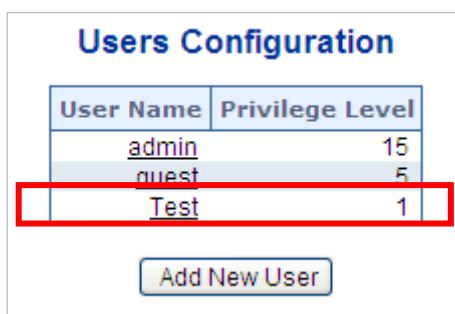 Users Configuration
User Name Privilege Level
admin 15
guest 5
Test 1
Add New User